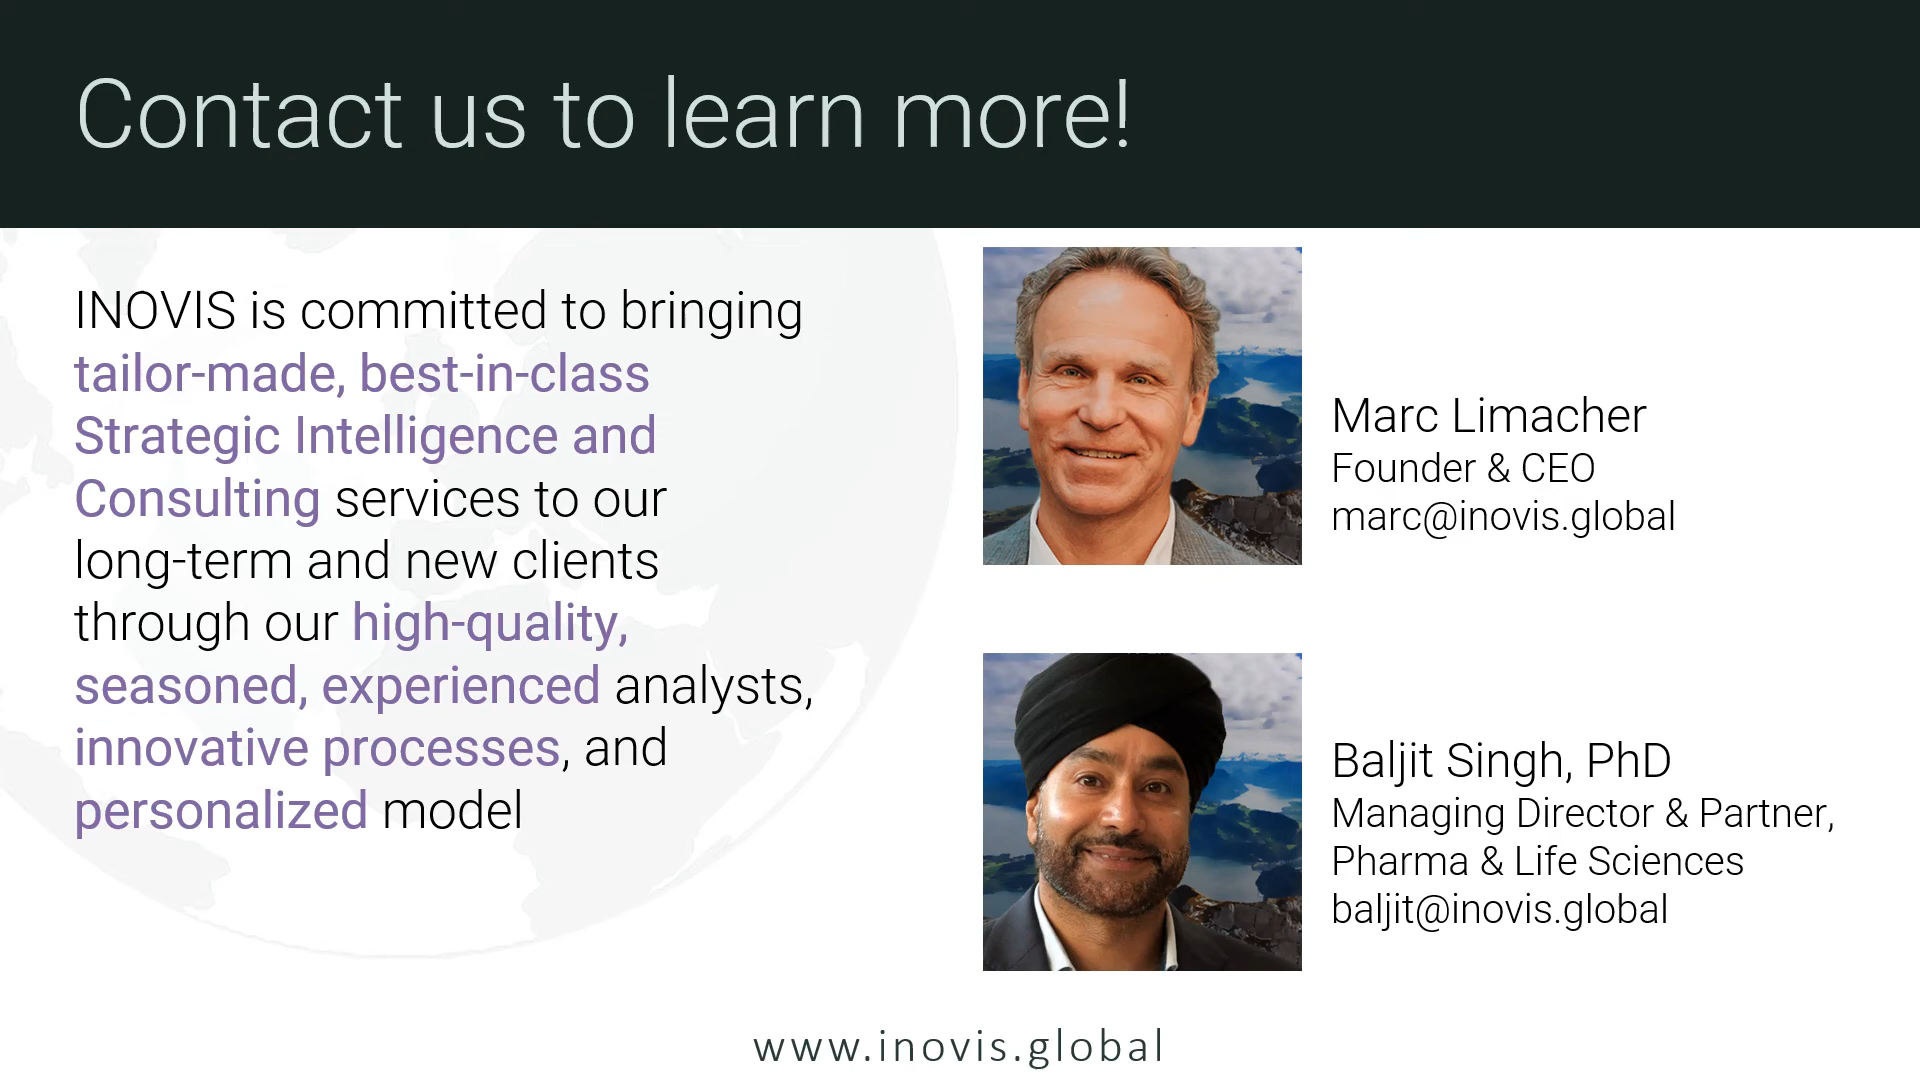 Contact us to learn more!
INOVIS is committed to bringing
tailor-made, best-in-class
Strategic Intelligence and
Consulting services to our
long-term and new clients
through our high-quality,
seasoned, experienced analysts,
innovative processes, and
personalized model
Marc Limacher
Founder & CEO
marc@inovis.global
Baljit Singh, PhD
Managing Director & Partner,
Pharma & Life Sciences
baljit@inovis.global
www.inovis.global